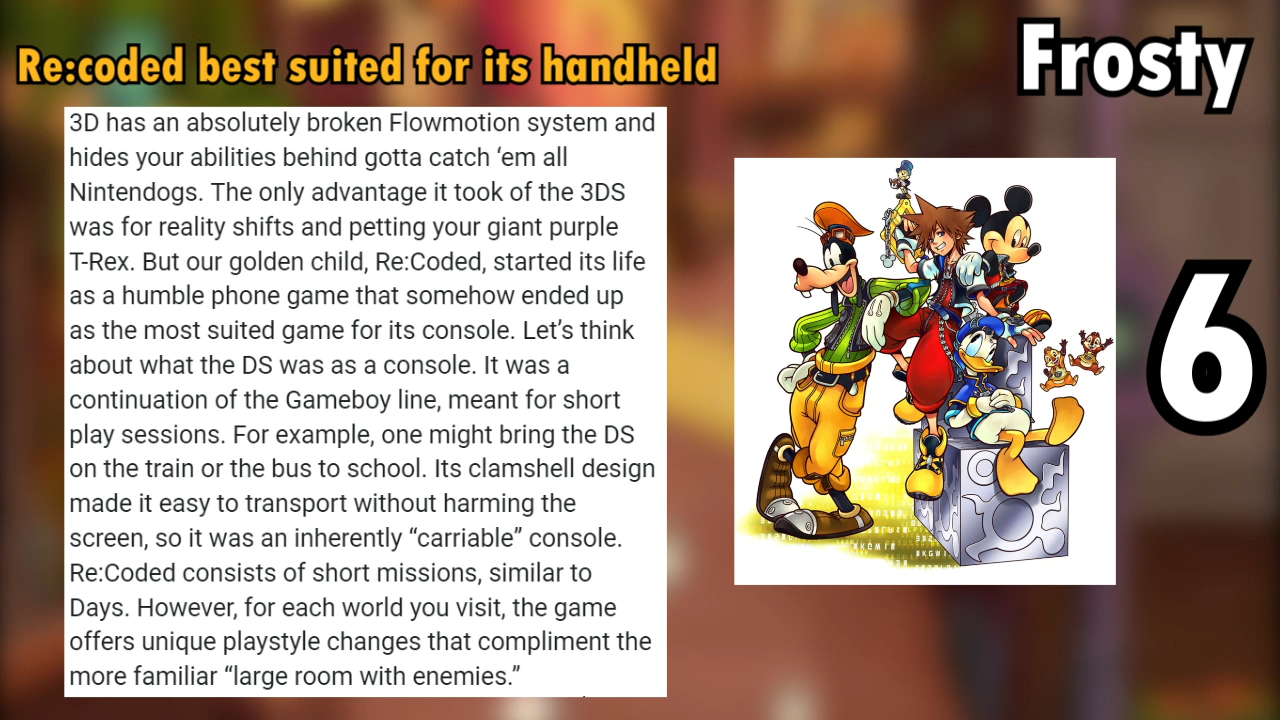 Re:coded best suited for its handheld
Frosty
3D has an absolutely broken Flowmotion system and
hides your abilities behind gotta catch ‘em all
Nintendogs. The only advantage it took of the 3DS
was for reality shifts and petting your giant purple
T-Rex. But our golden child, Re:Coded, started its life
as a humble phone game that somehow ended up
as the most suited game for its console. Let’s think
about what the DS was as a console. It was a
continuation of the Gameboy line, meant for short
play sessions. For example, one might bring the DS
on the train or the bus to school. Its clamshell design
made it easy to transport without harming the
screen, so it was an inherently “carriable” console.
Re:Coded consists of short missions, similar to
Days. However, for each world you visit, the game
offers unique playstyle changes that compliment the
more familiar “large room with enemies.”
6